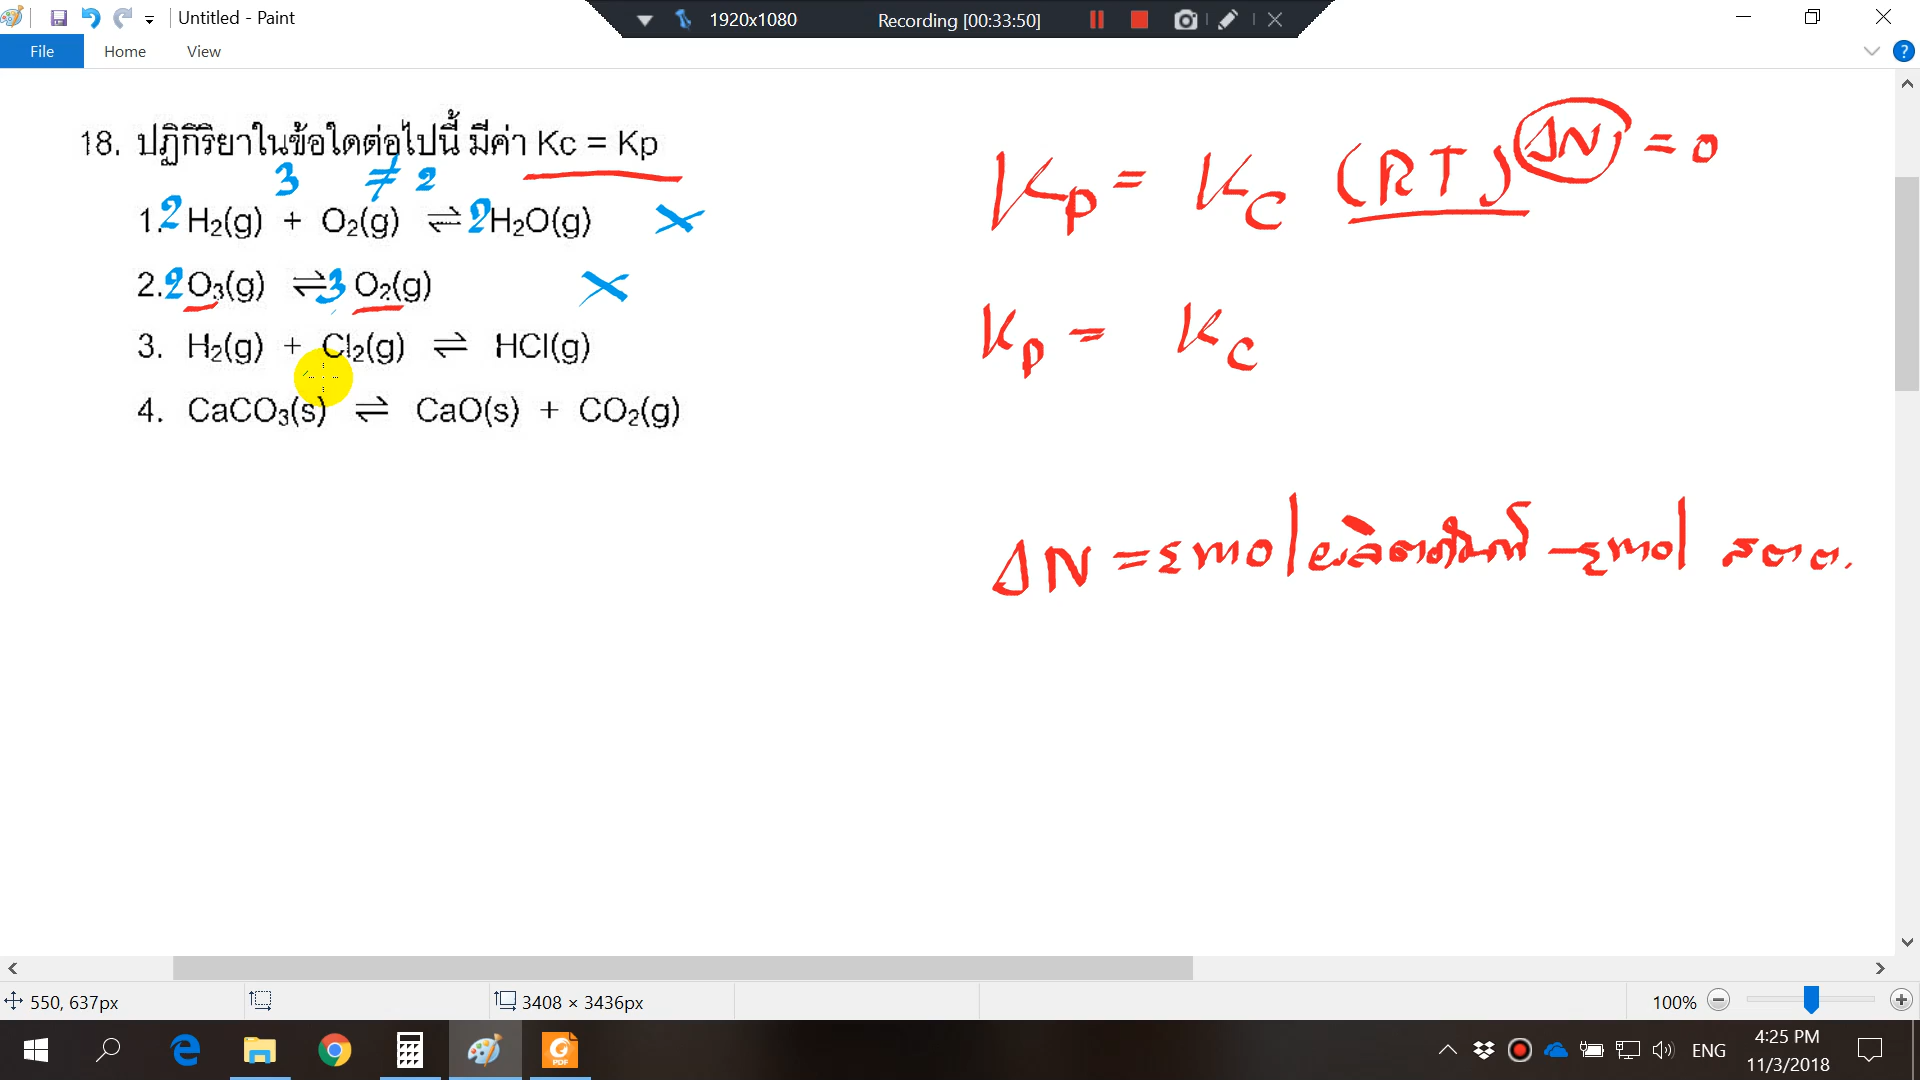 Untitled - Paint
1920x1080
Recording [00:33:50]
File Home View
18. ปฏิกิริยาในข้อใดต่อไปนี้ มีค่า Kc = Kp
3 ≠ 2
1. 2 H₂(g) + O₂(g) ⇌ 2 H₂O(g) ×
2. 2 O₃(g) ⇌ 3 O₂(g) ×
3. H₂(g) + Cl₂(g) ⇌ HCl(g)
4. CaCO₃(s) ⇌ CaO(s) + CO₂(g)
Kp = Kc (RT)^ΔN = 0
Kp = Kc
ΔN = Σmol ผลิตภัณฑ์ - Σmol สตต.
550, 637px
3408 × 3436px
100%
ENG
4:25 PM
11/3/2018
PDF